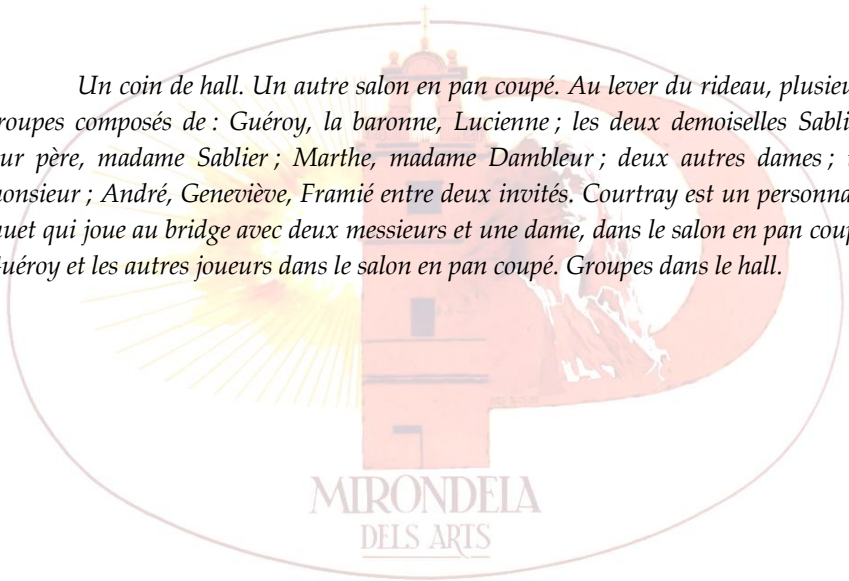 Un coin de hall. Un autre salon en pan coupé. Au lever du rideau, plusieu
roupes composés de : Guéroy, la baronne, Lucienne ; les deux demoiselles Sabli
ur père, madame Sablier ; Marthe, madame Dambleur ; deux autres dames ;
onsieur ; André, Geneviève, Framié entre deux invités. Courtray est un personna
uet qui joue au bridge avec deux messieurs et une dame, dans le salon en pan coup
uéroy et les autres joueurs dans le salon en pan coupé. Groupes dans le hall.
MIRONDELA
DELS ARTS